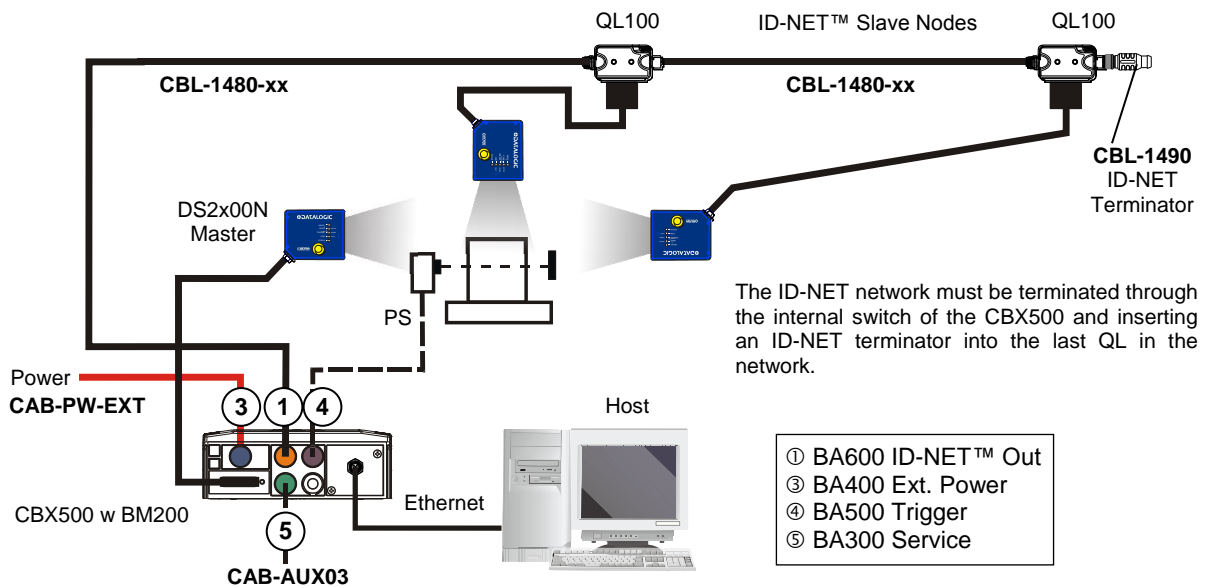 QL100
ID-NET™ Slave Nodes
QL100
CBL-1480-xx
CBL-1480-xx
CBL-1490
ID-NET
Terminator
DATALOGIC
DS2x00N
Master
DATALOGIC
DATALOGIC
PS
The ID-NET network must be terminated through
the internal switch of the CBX500 and inserting
an ID-NET terminator into the last QL in the
network.
Power
CAB-PW-EXT
3
1
4
Host
① BA600 ID-NET™ Out
③ BA400 Ext. Power
④ BA500 Trigger
⑤ BA300 Service
CBX500 w BM200
Ethernet
5
CAB-AUX03